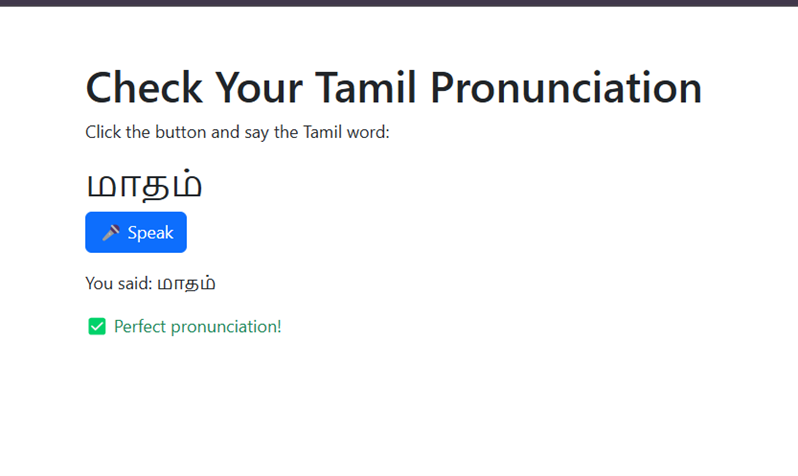 Check Your Tamil Pronunciation
Click the button and say the Tamil word:
மாதம்
🎤 Speak
You said: மாதம்
✅ Perfect pronunciation!